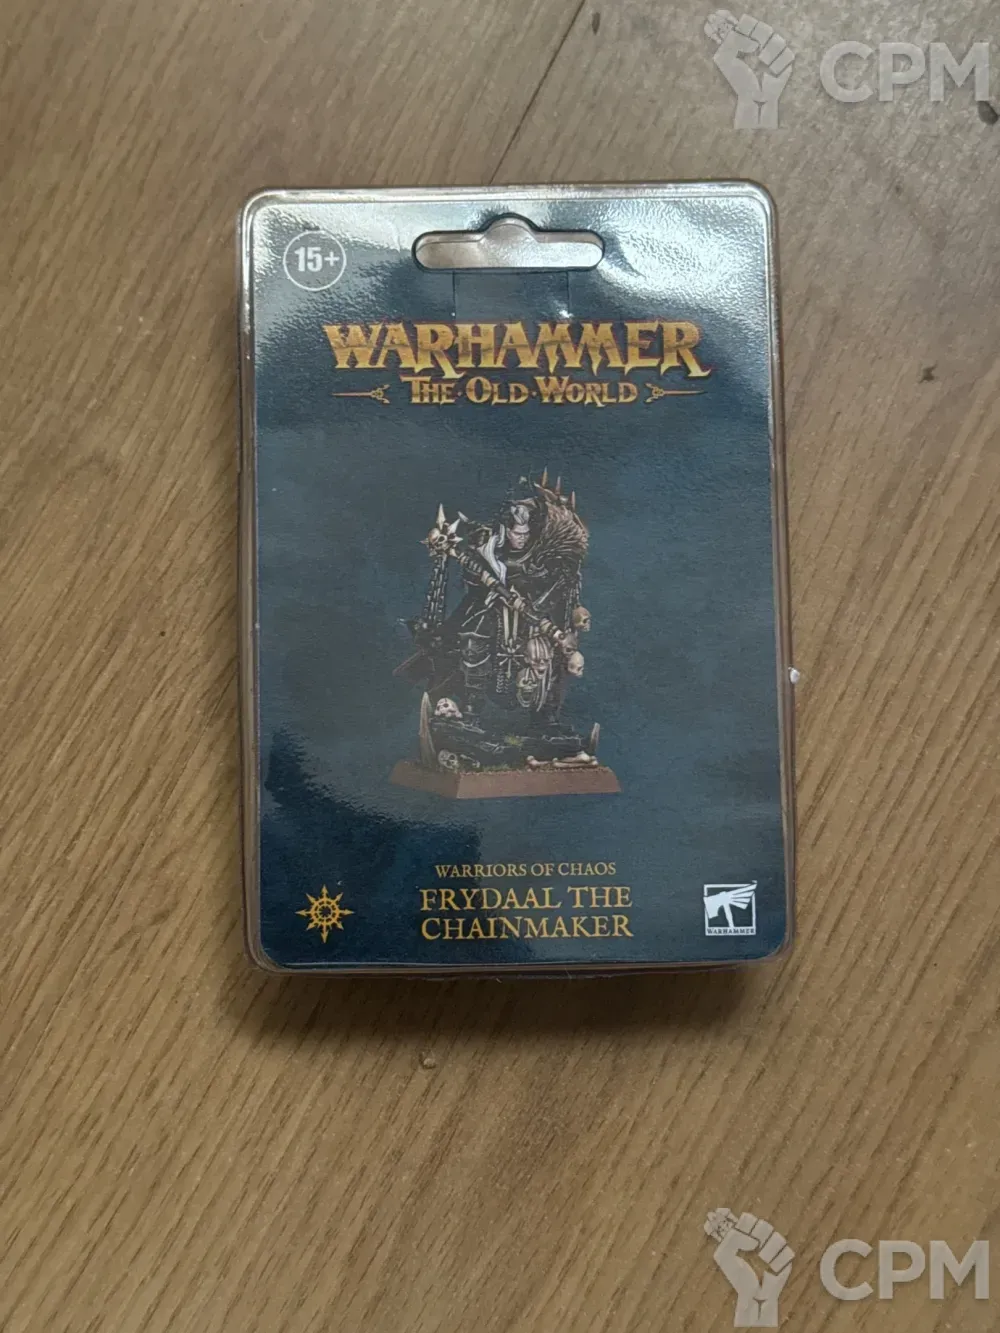 CPM
15+
WARHAMMER
THE · OLD · WORLD
WARRIORS OF CHAOS
FRYDAAL THE
CHAINMAKER
WARHAMMER
CPM